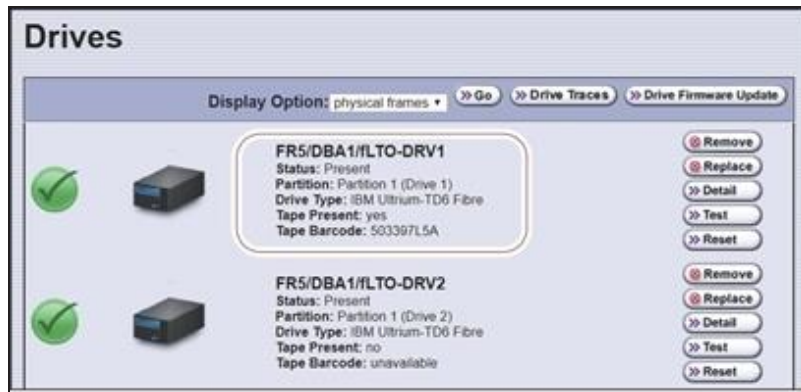 Drives
Display Option: physical frames Go Drive Traces Drive Firmware Update
FR5/DBA1/fLTO-DRV1
Status: Present
Partition: Partition 1 (Drive 1)
Drive Type: IBM Ultrium-TD6 Fibre
Tape Present: yes
Tape Barcode: 503397L5A
Remove
Replace
Detail
Test
Reset
FR5/DBA1/fLTO-DRV2
Status: Present
Partition: Partition 1 (Drive 2)
Drive Type: IBM Ultrium-TD6 Fibre
Tape Present: no
Tape Barcode: unavailable
Remove
Replace
Detail
Test
Reset